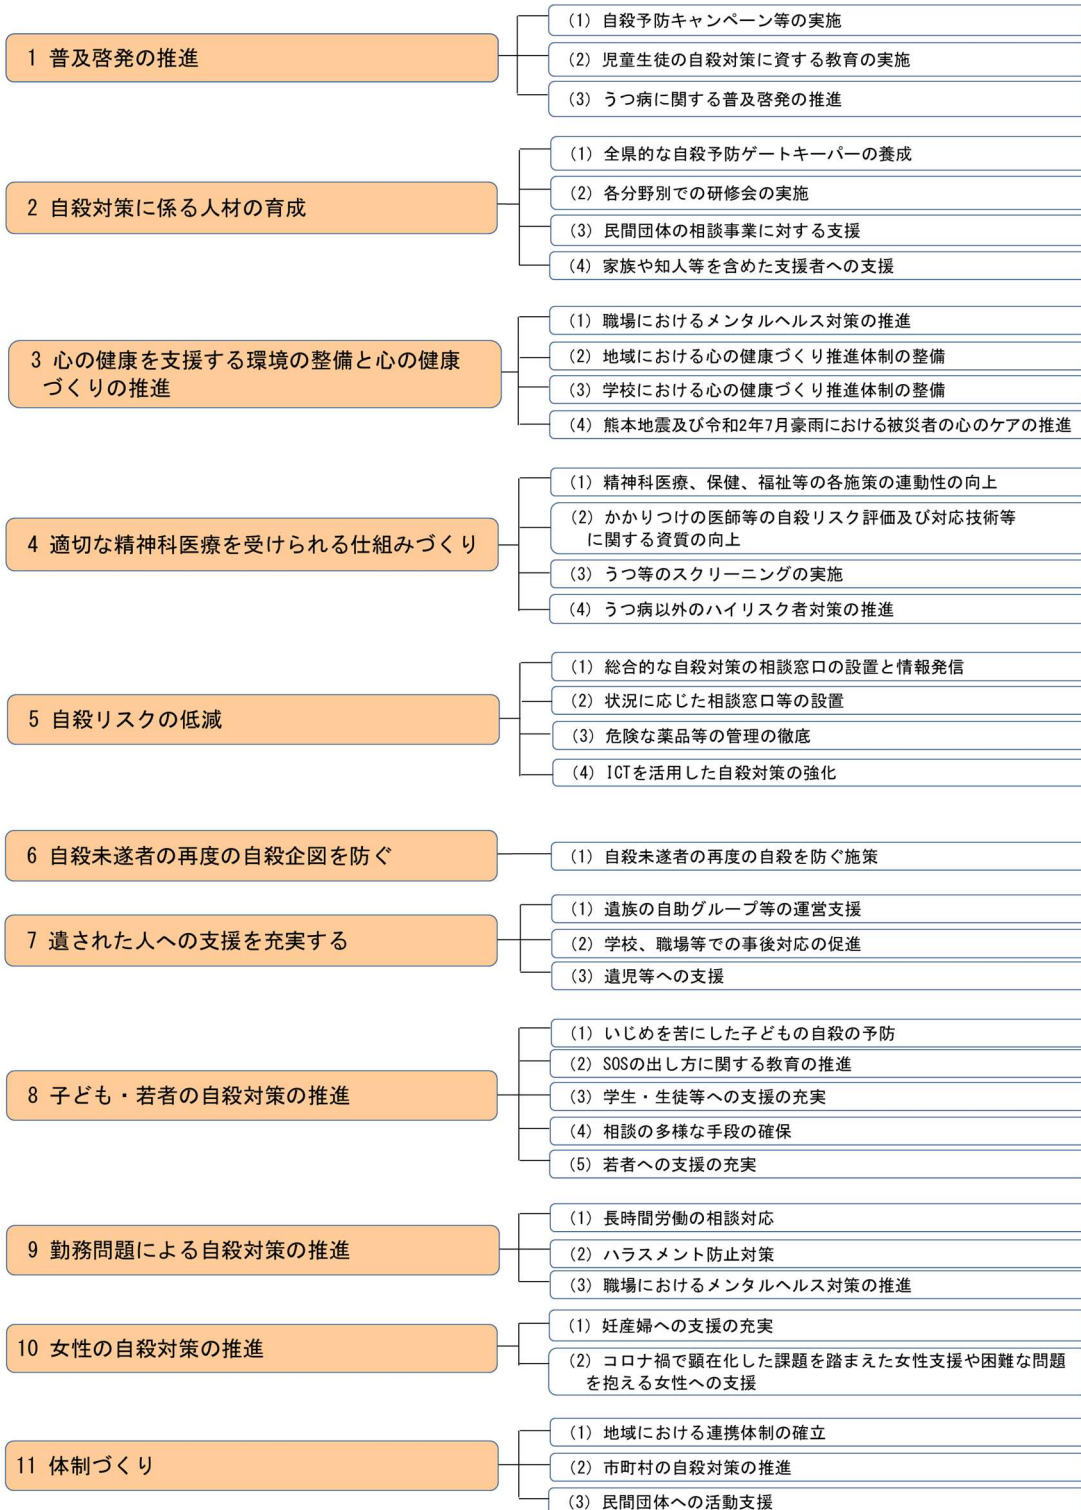 1 普及啓発の推進
(1) 自殺予防キャンペーン等の実施
(2) 児童生徒の自殺対策に資する教育の実施
(3) うつ病に関する普及啓発の推進
2 自殺対策に係る人材の育成
(1) 全県的な自殺予防ゲートキーパーの養成
(2) 各分野別での研修会の実施
(3) 民間団体の相談事業に対する支援
(4) 家族や知人等を含めた支援者への支援
3 心の健康を支援する環境の整備と心の健康
づくりの推進
(1) 職場におけるメンタルヘルス対策の推進
(2) 地域における心の健康づくり推進体制の整備
(3) 学校における心の健康づくり推進体制の整備
(4) 熊本地震及び令和2年7月豪雨における被災者の心のケアの推進
4 適切な精神科医療を受けられる仕組みづくり
(1) 精神科医療、保健、福祉等の各施策の連動性の向上
(2) かかりつけの医師等の自殺リスク評価及び対応技術等
に関する資質の向上
(3) うつ等のスクリーニングの実施
(4) うつ病以外のハイリスク者対策の推進
5 自殺リスクの低減
(1) 総合的な自殺対策の相談窓口の設置と情報発信
(2) 状況に応じた相談窓口等の設置
(3) 危険な薬品等の管理の徹底
(4) ICTを活用した自殺対策の強化
6 自殺未遂者の再度の自殺企図を防ぐ
(1) 自殺未遂者の再度の自殺を防ぐ施策
7 遺された人への支援を充実する
(1) 遺族の自助グループ等の運営支援
(2) 学校、職場等での事後対応の促進
(3) 遺児等への支援
8 子ども・若者の自殺対策の推進
(1) いじめを苦にした子どもの自殺の予防
(2) SOSの出し方に関する教育の推進
(3) 学生・生徒等への支援の充実
(4) 相談の多様な手段の確保
(5) 若者への支援の充実
9 勤務問題による自殺対策の推進
(1) 長時間労働の相談対応
(2) ハラスメント防止対策
(3) 職場におけるメンタルヘルス対策の推進
10 女性の自殺対策の推進
(1) 妊産婦への支援の充実
(2) コロナ禍で顕在化した課題を踏まえた女性支援や困難な問題
を抱える女性への支援
11 体制づくり
(1) 地域における連携体制の確立
(2) 市町村の自殺対策の推進
(3) 民間団体への活動支援